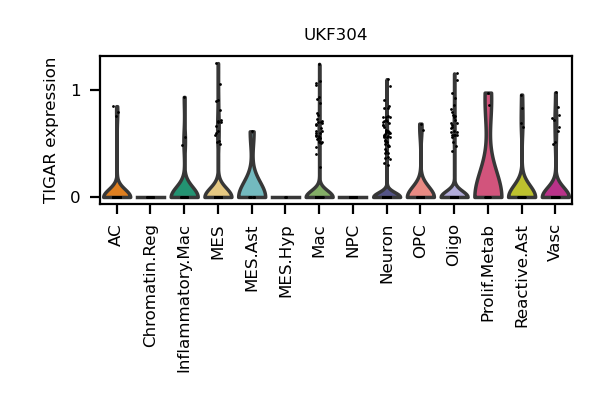 UKF304
TIGAR expression
1
0
AC
Chromatin.Reg
Inflammatory.Mac
MES
MES.Ast
MES.Hyp
Mac
NPC
Neuron
OPC
Oligo
Prolif.Metab
Reactive.Ast
Vasc